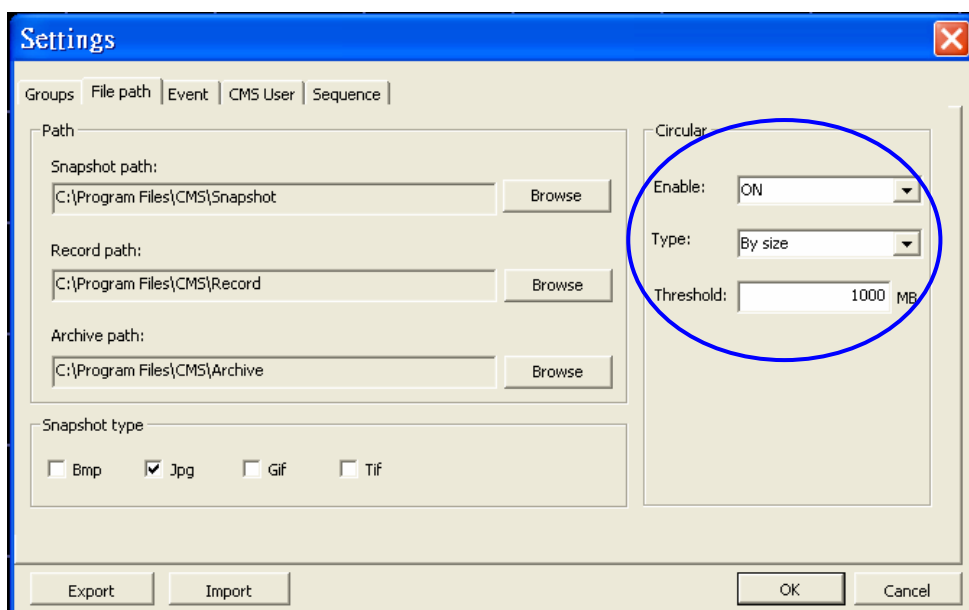 Settings
Groups File path Event CMS User Sequence
Path
Snapshot path:
C:\Program Files\CMS\Snapshot Browse
Record path:
C:\Program Files\CMS\Record Browse
Archive path:
C:\Program Files\CMS\Archive Browse
Snapshot type
Bmp Jpg Gif Tif
Circular
Enable: ON
Type: By size
Threshold: 1000 MB
Export Import OK Cancel